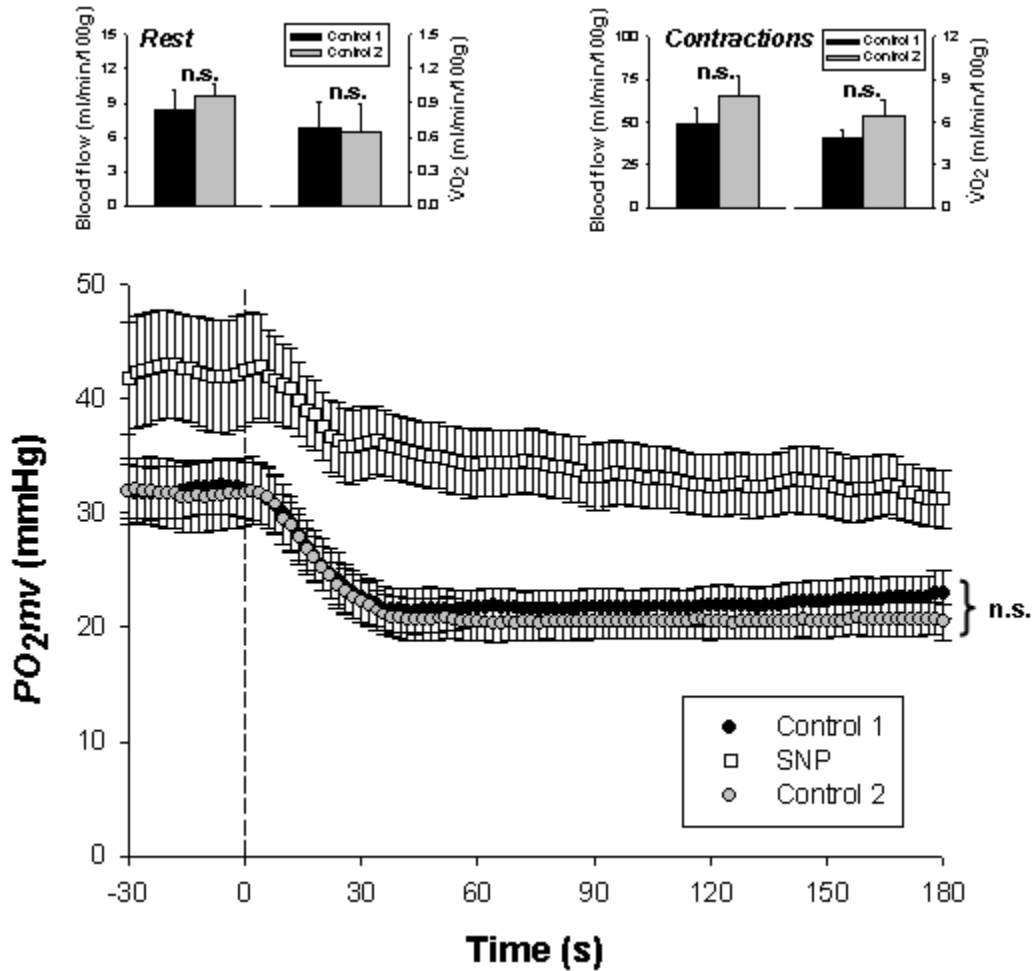 Rest
Control 1
Control 2
n.s.
n.s.
15
12
9
6
3
0
Blood flow (ml/min/100g)
1.5
1.2
0.9
0.6
0.3
0.0
V̇O2 (ml/min/100g)
Contractions
Control 1
Control 2
n.s.
n.s.
100
75
50
25
0
Blood flow (ml/min/100g)
12
9
6
3
0
V̇O2 (ml/min/100g)
50
40
30
20
10
0
PO2mv (mmHg)
n.s.
Control 1
SNP
Control 2
-30 0 30 60 90 120 150 180
Time (s)